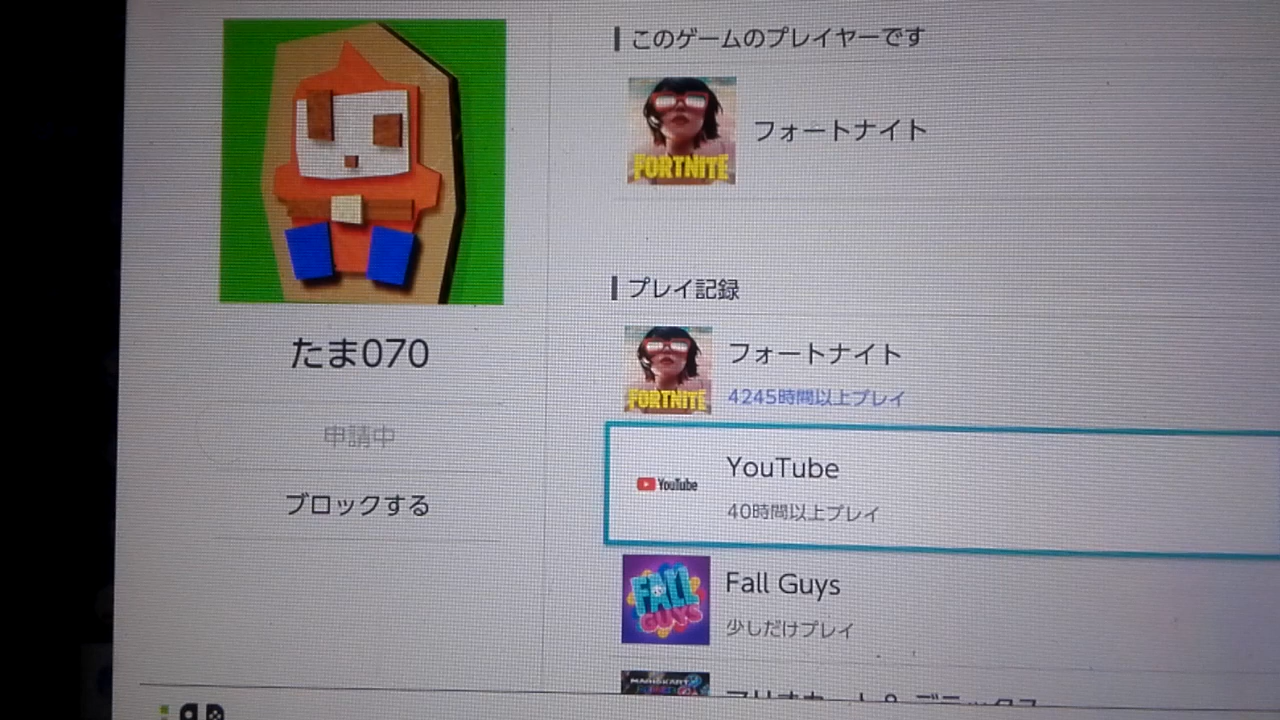 このゲームのプレイヤーです
FORTNITE
フォートナイト
プレイ記録
FORTNITE
フォートナイト
4245時間以上プレイ
たま070
申請中
ブロックする
YouTube
YouTube
40時間以上プレイ
FALL GUYS
Fall Guys
少しだけプレイ
MARIOKART